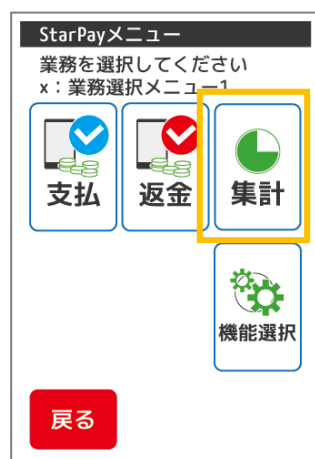 StarPayメニュー
業務を選択してください
x：業務選択メニュー1
支払 返金 集計
機能選択
戻る